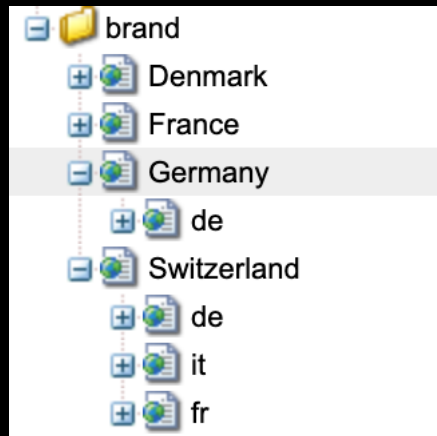 brand
Denmark
France
Germany
de
Switzerland
de
it
fr